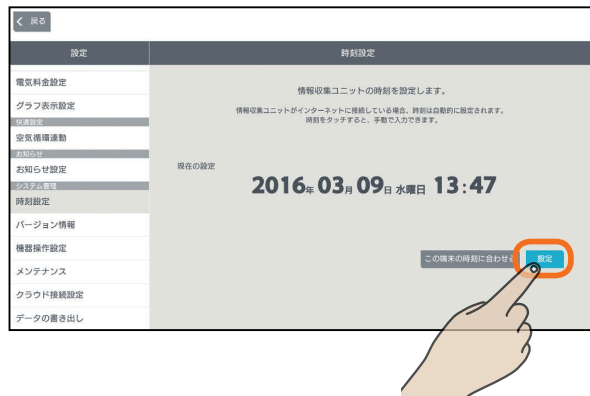 戻る
設定
時刻設定
電気料金設定
グラフ表示設定
快適設定
空気循環連動
お知らせ
お知らせ設定
システム管理
時刻設定
バージョン情報
機器操作設定
メンテナンス
クラウド接続設定
データの書き出し
情報収集ユニットの時刻を設定します。
情報収集ユニットがインターネットに接続している場合、時刻は自動的に設定されます。
時刻をタッチすると、手動で入力できます。
現在の設定
2016年 03月 09日 水曜日 13:47
この端末の時刻に合わせる
設定